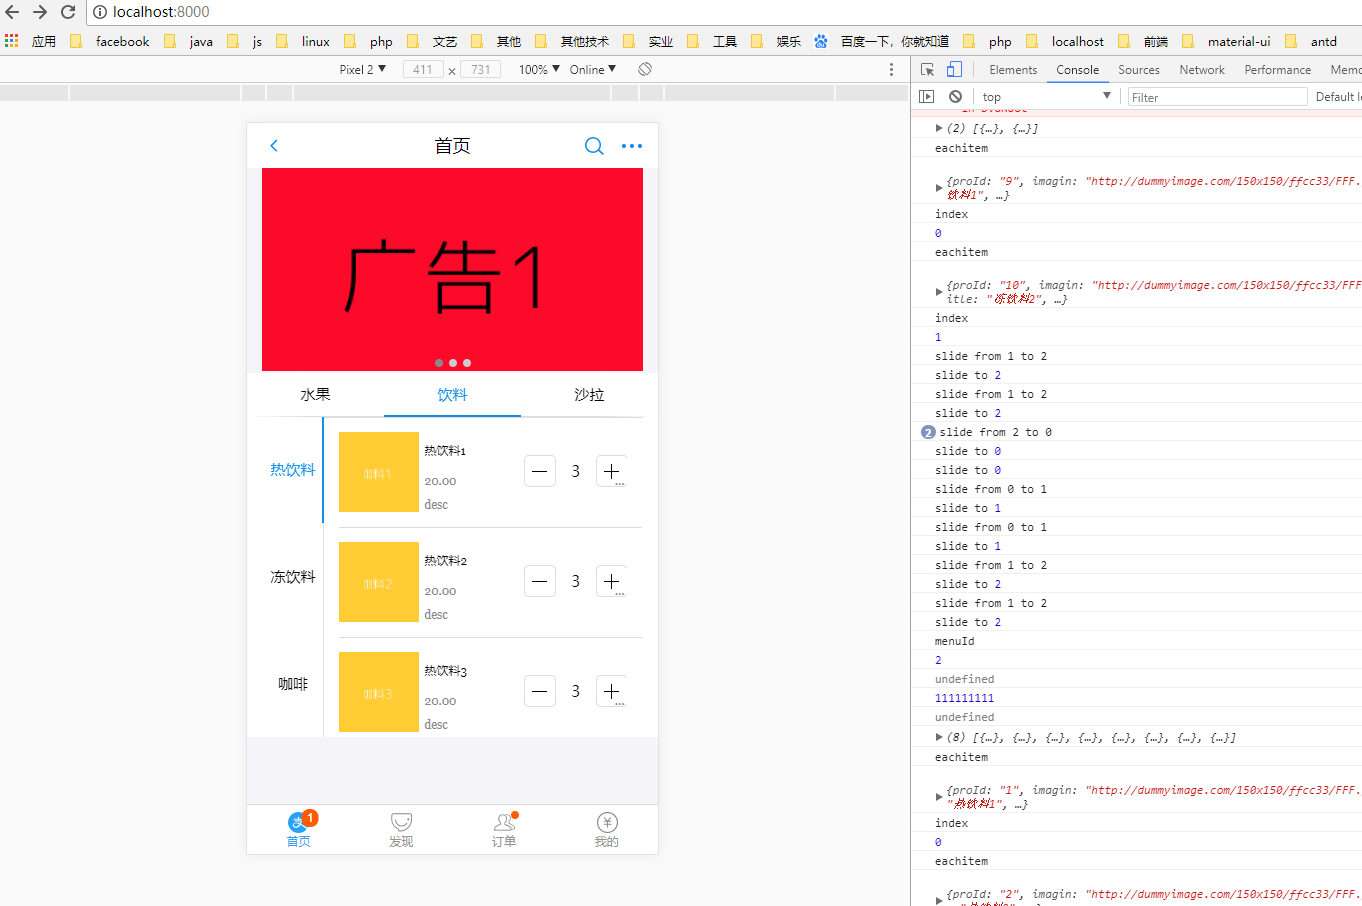 localhost:8000
应用 facebook java js linux php 文艺 其他 其他技术 实业 工具 娱乐 百度一下，你就知道 php localhost 前端 material-ui antd
Pixel 2 411 x 731 100% Online
Elements Console Sources Network Performance Memo
top Filter Default le
首页
广告1
水果 饮料 沙拉
热饮料
热饮料1
20.00
desc
3
...
冻饮料
热饮料2
20.00
desc
3
...
咖啡
热饮料3
20.00
desc
3
...
支 1
首页 发现 订单 我的
(2) [{…}, {…}]
eachitem
{proId: "9", imagin: "http://dummyimage.com/150x150/ffcc33/FFF.
饮料1", …}
index
0
eachitem
{proId: "10", imagin: "http://dummyimage.com/150x150/ffcc33/FFF
itle: "冻饮料2", …}
index
1
slide from 1 to 2
slide to 2
slide from 1 to 2
slide to 2
2 slide from 2 to 0
slide to 0
slide to 0
slide from 0 to 1
slide to 1
slide from 0 to 1
slide to 1
slide from 1 to 2
slide to 2
slide from 1 to 2
slide to 2
menuId
2
undefined
111111111
undefined
(8) [{…}, {…}, {…}, {…}, {…}, {…}, {…}, {…}]
eachitem
{proId: "1", imagin: "http://dummyimage.com/150x150/ffcc33/FFF.
"热饮料1", …}
index
0
eachitem
{proId: "2", imagin: "http://dummyimage.com/150x150/ffcc33/FFF.